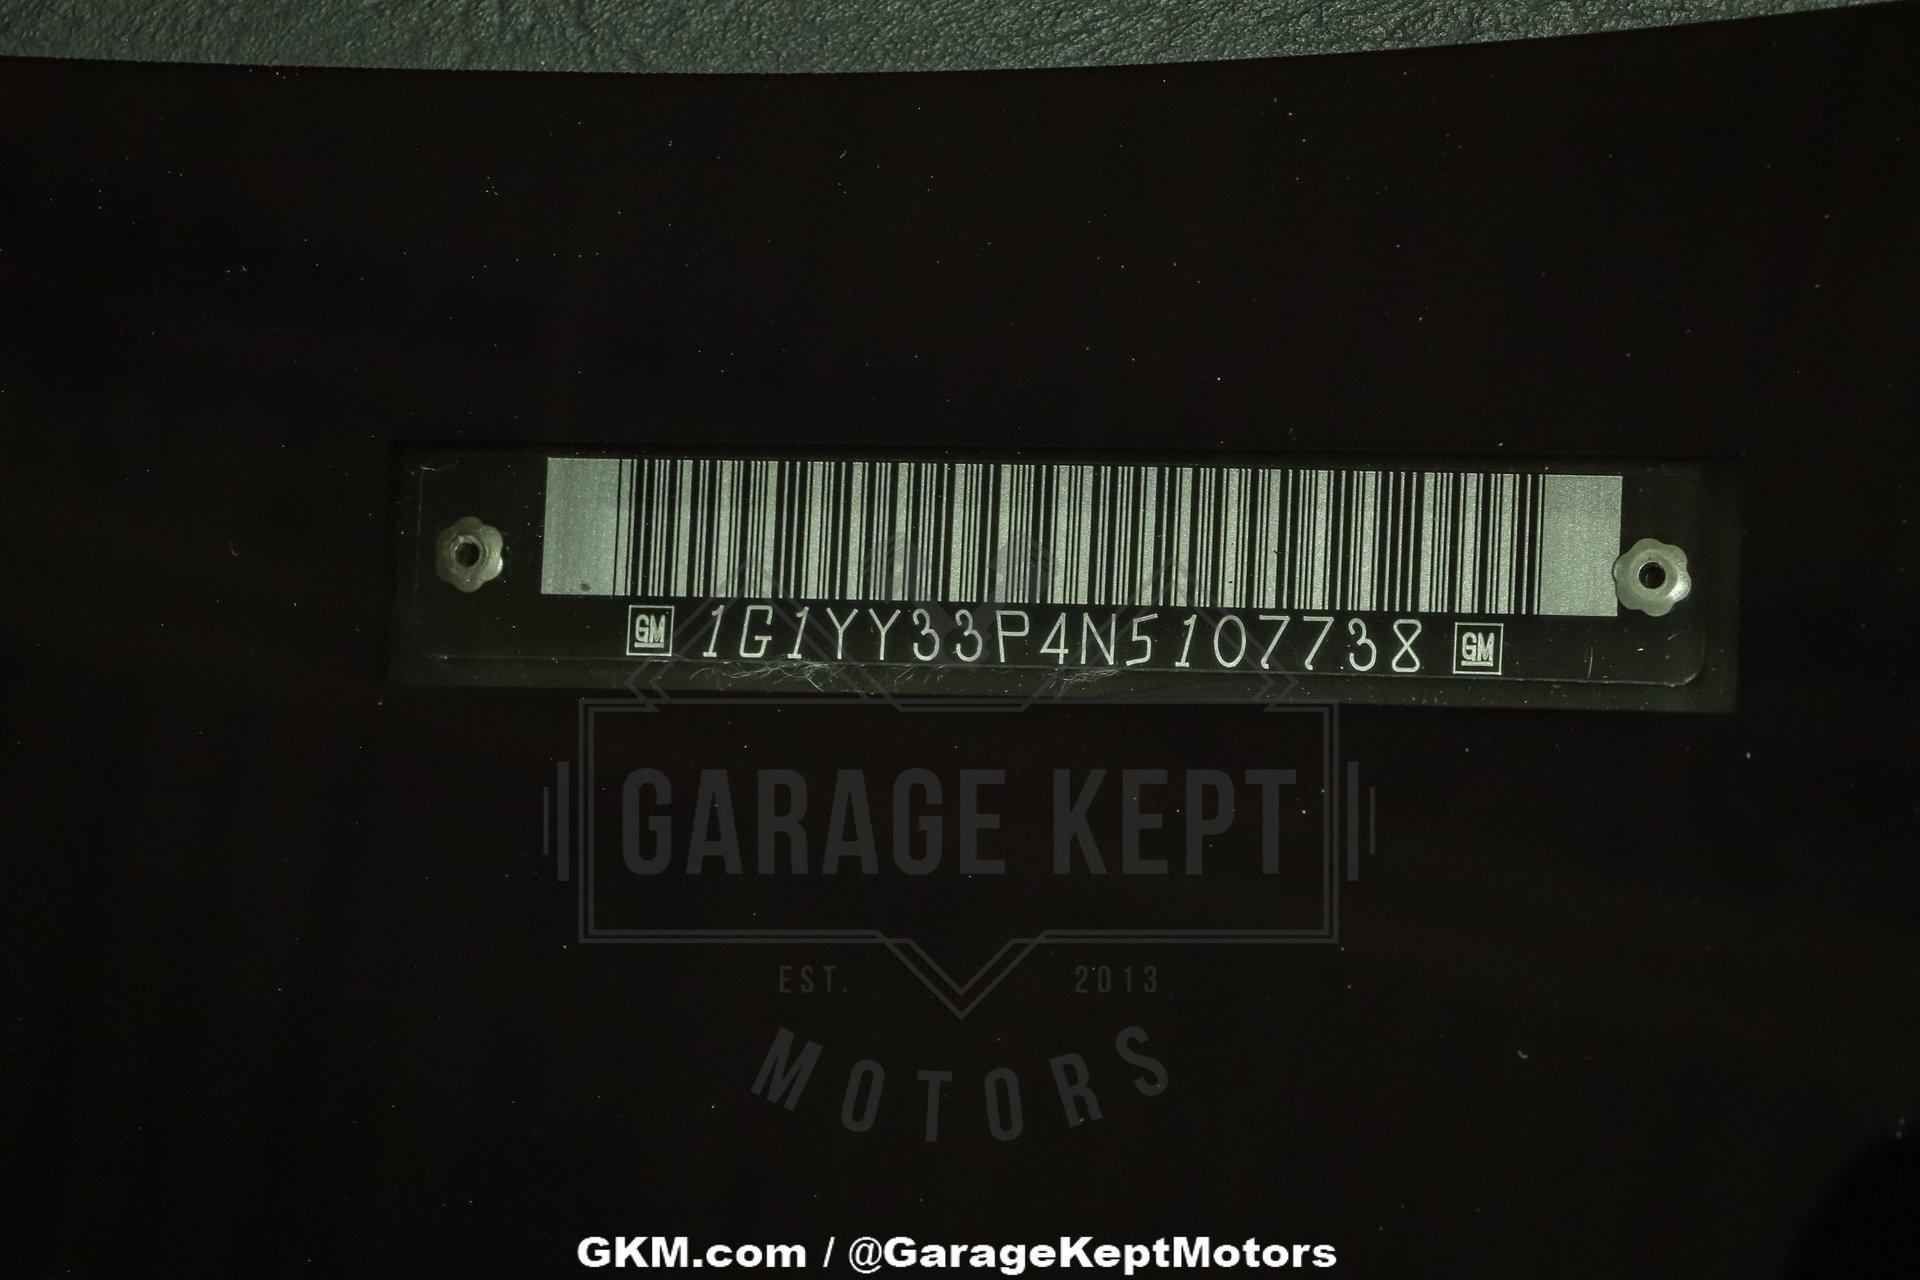 GM 1G1YY33P4N5107738 GM
GARAGE KEPT
EST. 2013
MOTORS
GKM.com / @GarageKeptMotors